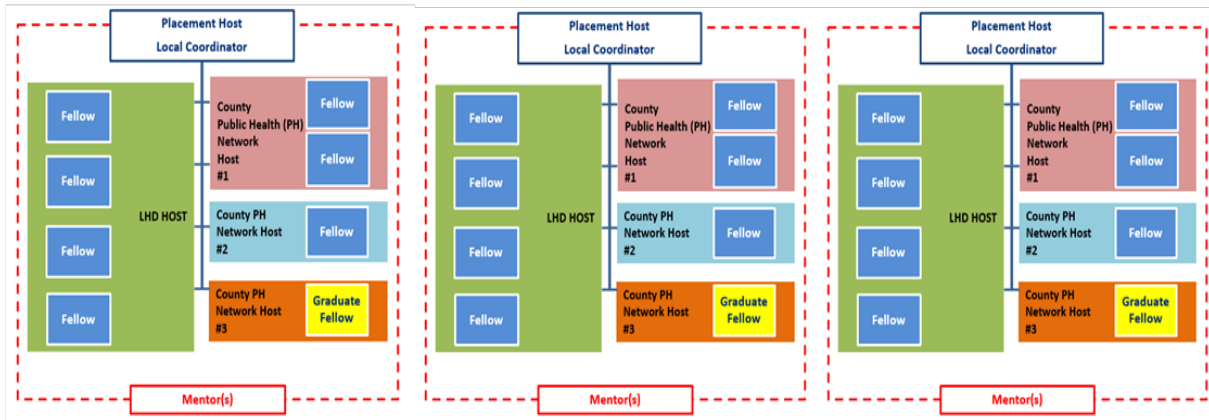 Placement Host
Local Coordinator
Fellow
Fellow
Fellow
Fellow
LHD HOST
County
Public Health (PH)
Network
Host
#1
Fellow
Fellow
County PH
Network Host
#2
Fellow
County PH
Network Host
#3
Graduate
Fellow
Mentor(s)
Placement Host
Local Coordinator
Fellow
Fellow
Fellow
Fellow
LHD HOST
County
Public Health (PH)
Network
Host
#1
Fellow
Fellow
County PH
Network Host
#2
Fellow
County PH
Network Host
#3
Graduate
Fellow
Mentor(s)
Placement Host
Local Coordinator
Fellow
Fellow
Fellow
Fellow
LHD HOST
County
Public Health (PH)
Network
Host
#1
Fellow
Fellow
County PH
Network Host
#2
Fellow
County PH
Network Host
#3
Graduate
Fellow
Mentor(s)